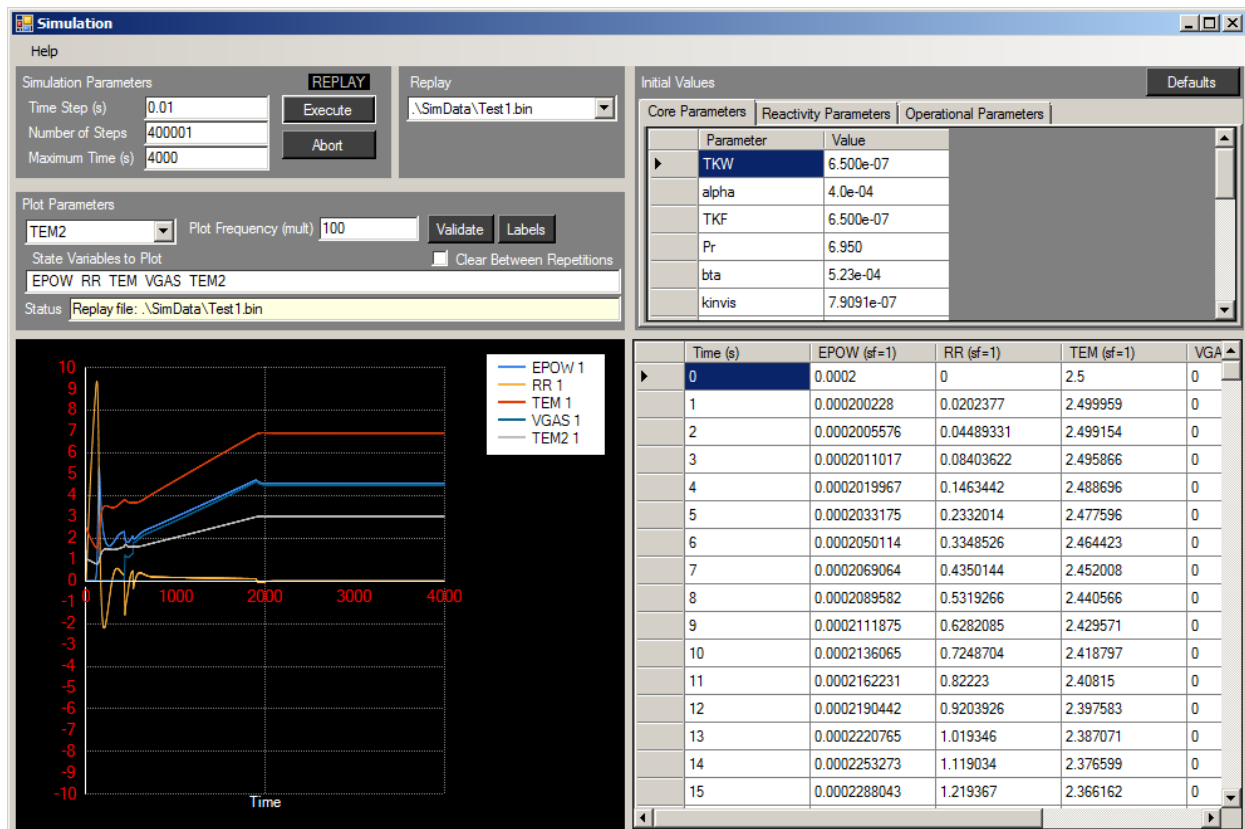 Simulation
Help
Simulation Parameters REPLAY
Time Step (s) 0.01 Execute
Number of Steps 400001
Maximum Time (s) 4000 Abort
Replay
.\SimData\Test1.bin
Initial Values Defaults
Core Parameters Reactivity Parameters Operational Parameters
Parameter Value
TKW 6.500e-07
alpha 4.0e-04
TKF 6.500e-07
Pr 6.950
bta 5.23e-04
kinvis 7.9091e-07
Plot Parameters
TEM2 Plot Frequency (mult) 100 Validate Labels
State Variables to Plot Clear Between Repetitions
EPOW RR TEM VGAS TEM2
Status Replay file: .\SimData\Test1.bin
10
9
8
7
6
5
4
3
2
1
0
-1
-2
-3
-4
-5
-6
-7
-8
-9
-10
0 1000 2000 3000 4000
Time
EPOW 1
RR 1
TEM 1
VGAS 1
TEM2 1
Time (s) EPOW (sf=1) RR (sf=1) TEM (sf=1) VGA
0 0.0002 0 2.5 0
1 0.000200228 0.0202377 2.499959 0
2 0.0002005576 0.04489331 2.499154 0
3 0.0002011017 0.08403622 2.495866 0
4 0.0002019967 0.1463442 2.488696 0
5 0.0002033175 0.2332014 2.477596 0
6 0.0002050114 0.3348526 2.464423 0
7 0.0002069064 0.4350144 2.452008 0
8 0.0002089582 0.5319266 2.440566 0
9 0.0002111875 0.6282085 2.429571 0
10 0.0002136065 0.7248704 2.418797 0
11 0.0002162231 0.82223 2.40815 0
12 0.0002190442 0.9203926 2.397583 0
13 0.0002220765 1.019346 2.387071 0
14 0.0002253273 1.119034 2.376599 0
15 0.0002288043 1.219367 2.366162 0